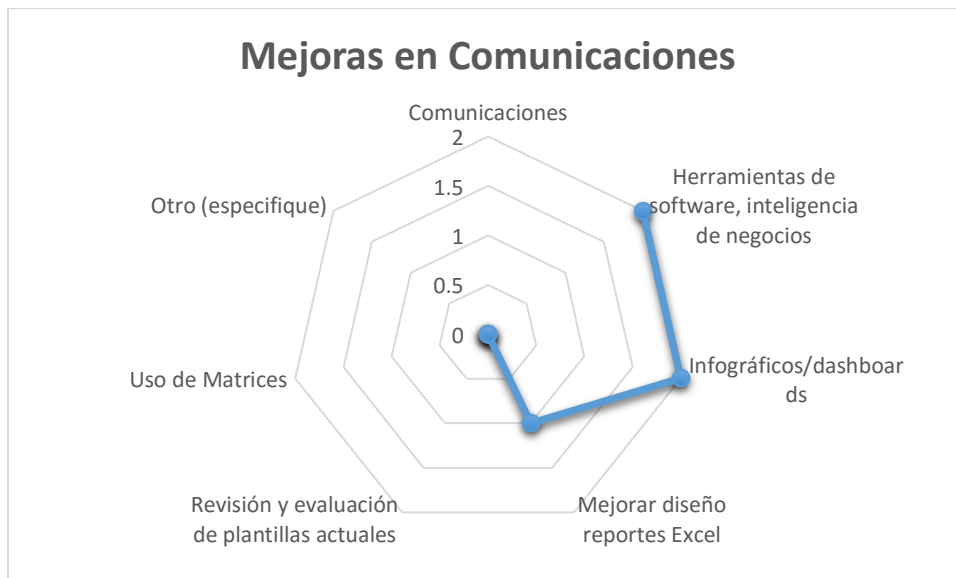 Mejoras en Comunicaciones
Comunicaciones
Herramientas de
software, inteligencia
de negocios
Infográficos/dashboar
ds
Mejorar diseño
reportes Excel
Revisión y evaluación
de plantillas actuales
Uso de Matrices
Otro (especifique)
2
1.5
1
0.5
0